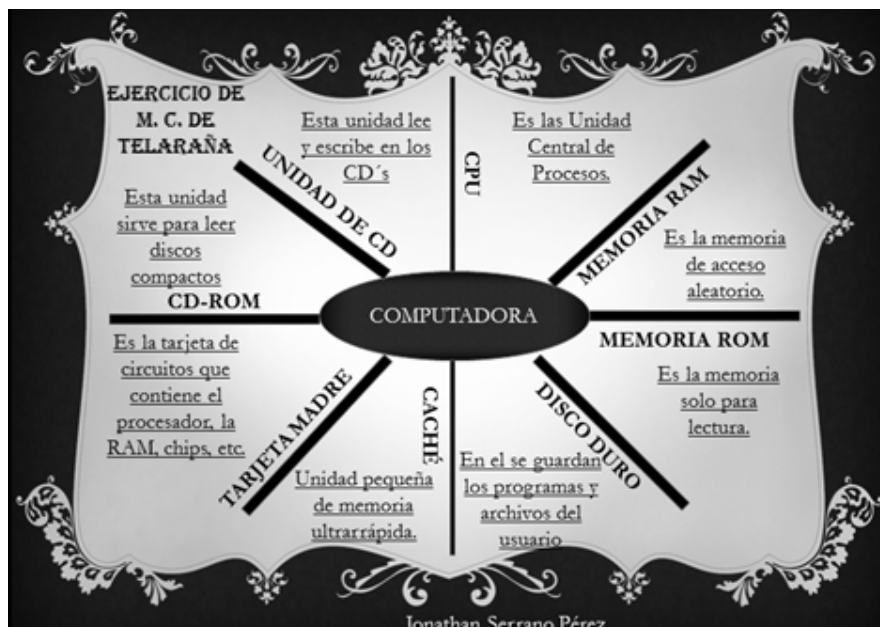 EJERCICIO DE
M. C. DE
TELARAÑA
Esta unidad lee
y escribe en los
CD´s
UNIDAD DE CD
CPU
Es las Unidad
Central de
Procesos.
MEMORIA RAM
Es la memoria
de acceso
aleatorio.
MEMORIA ROM
Es la memoria
solo para
lectura.
DISCO DURO
En el se guardan
los programas y
archivos del
usuario
CACHÉ
Unidad pequeña
de memoria
ultrarrápida.
TARJETA MADRE
Es la tarjeta de
circuitos que
contiene el
procesador, la
RAM, chips, etc.
CD-ROM
Esta unidad
sirve para leer
discos
compactos
COMPUTADORA
Jonathan Serrano Pérez